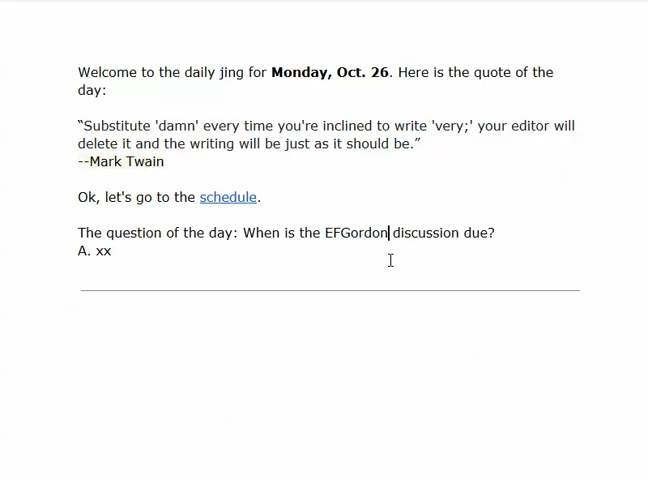 Welcome to the daily jing for Monday, Oct. 26. Here is the quote of the
day:
“Substitute 'damn' every time you're inclined to write 'very;' your editor will
delete it and the writing will be just as it should be.”
--Mark Twain
Ok, let's go to the schedule.
The question of the day: When is the EFGordon discussion due?
A. xx